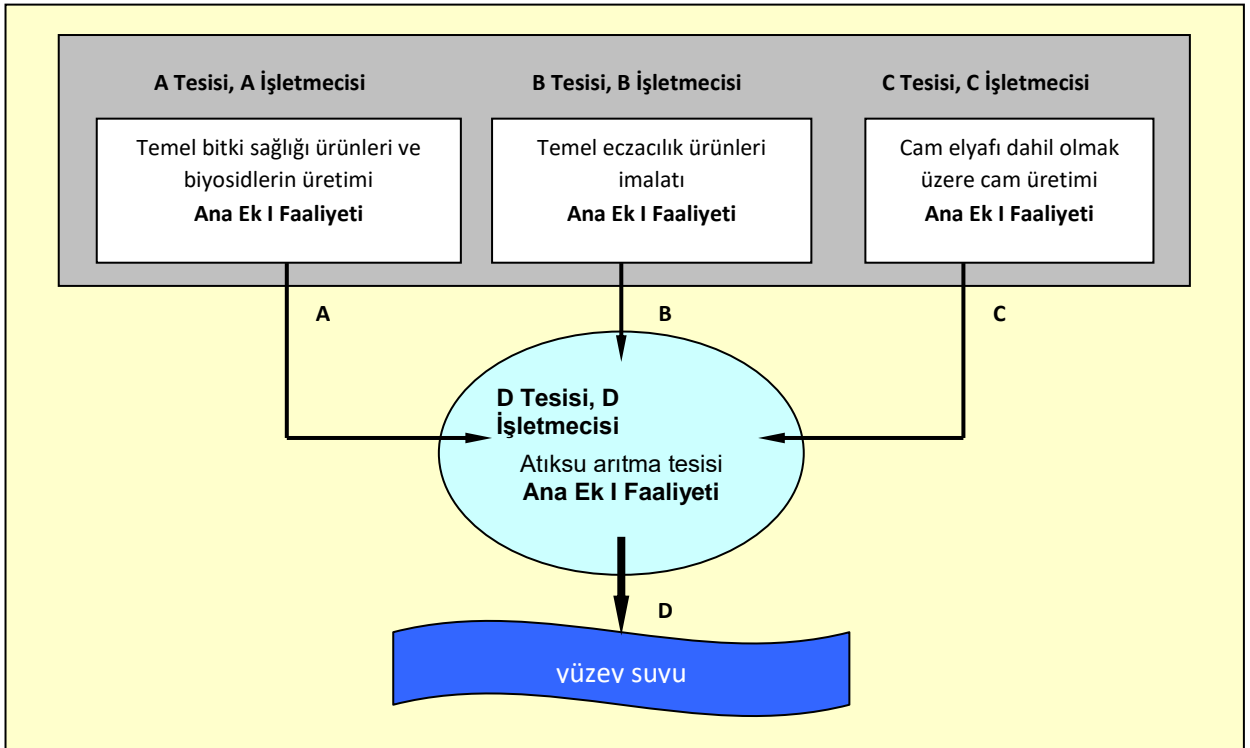 A Tesisi, A İşletmecisi
B Tesisi, B İşletmecisi
C Tesisi, C İşletmecisi
Temel bitki sağlığı ürünleri ve
biyosidlerin üretimi
Ana Ek I Faaliyeti
Temel eczacılık ürünleri
imalatı
Ana Ek I Faaliyeti
Cam elyafı dahil olmak
üzere cam üretimi
Ana Ek I Faaliyeti
A
B
C
D Tesisi, D
İşletmecisi
Atıksu arıtma tesisi
Ana Ek I Faaliyeti
D
vüzev suvu